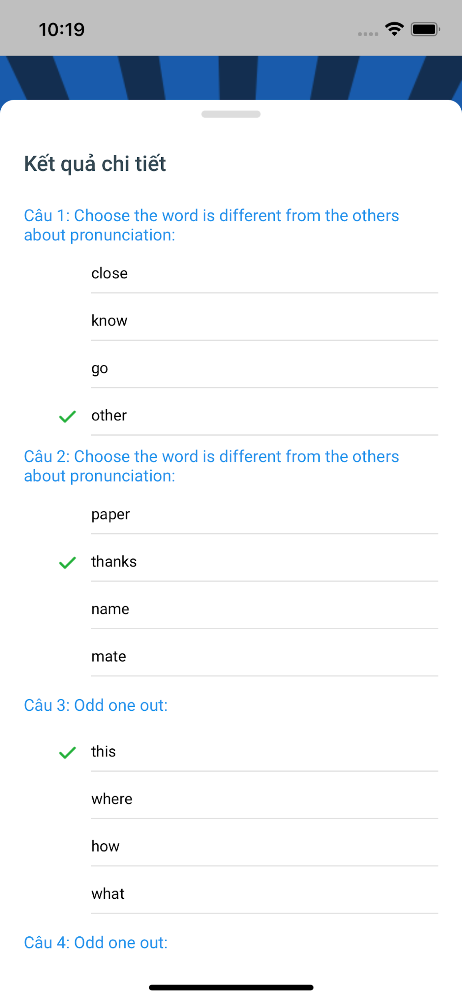 10:19
Kết quả chi tiết
Câu 1: Choose the word is different from the others
about pronunciation:
close
know
go
other
Câu 2: Choose the word is different from the others
about pronunciation:
paper
thanks
name
mate
Câu 3: Odd one out:
this
where
how
what
Câu 4: Odd one out: